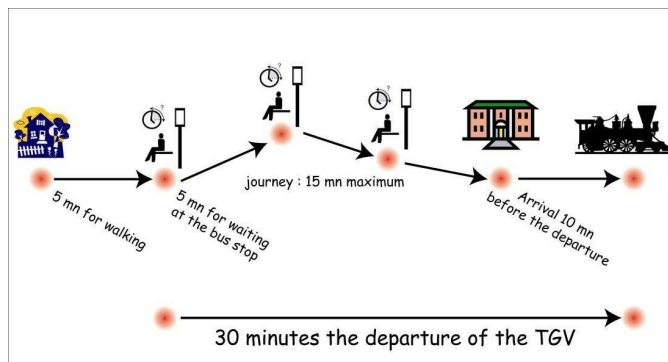 5 mn for walking
5 mn for waiting
at the bus stop
journey : 15 mn maximum
Arrival 10 mn
before the departure
30 minutes the departure of the TGV
? 
?
?